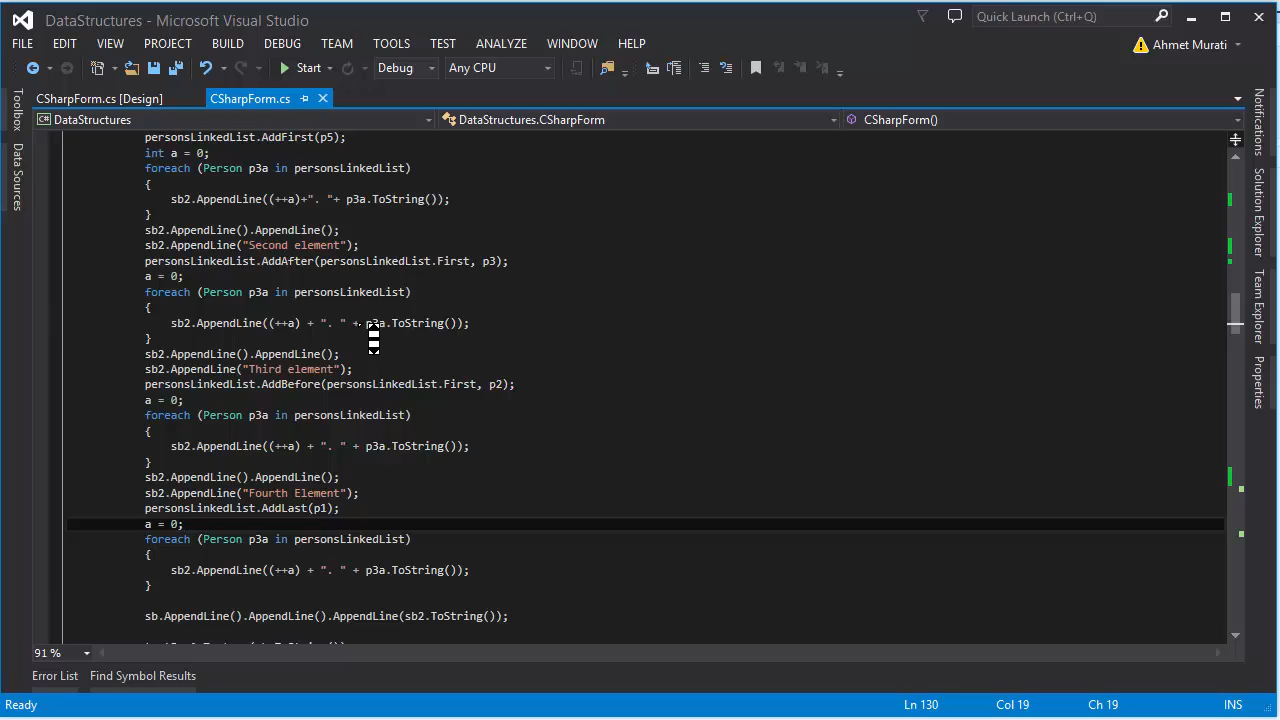 DataStructures - Microsoft Visual Studio
Quick Launch (Ctrl+Q)
FILE EDIT VIEW PROJECT BUILD DEBUG TEAM TOOLS TEST ANALYZE WINDOW HELP
Ahmet Murati
Start Debug Any CPU
CSharpForm.cs [Design] CSharpForm.cs
DataStructures DataStructures.CSharpForm CSharpForm()
Toolbox
Data Sources
Notifications
Solution Explorer
Team Explorer
Properties
personsLinkedList.AddFirst(p5);
int a = 0;
foreach (Person p3a in personsLinkedList)
{
sb2.AppendLine((++a)+". "+ p3a.ToString());
}
sb2.AppendLine().AppendLine();
sb2.AppendLine("Second element");
personsLinkedList.AddAfter(personsLinkedList.First, p3);
a = 0;
foreach (Person p3a in personsLinkedList)
{
sb2.AppendLine((++a) + ". " + p3a.ToString());
}
sb2.AppendLine().AppendLine();
sb2.AppendLine("Third element");
personsLinkedList.AddBefore(personsLinkedList.First, p2);
a = 0;
foreach (Person p3a in personsLinkedList)
{
sb2.AppendLine((++a) + ". " + p3a.ToString());
}
sb2.AppendLine().AppendLine();
sb2.AppendLine("Fourth Element");
personsLinkedList.AddLast(p1);
a = 0;
foreach (Person p3a in personsLinkedList)
{
sb2.AppendLine((++a) + ". " + p3a.ToString());
}
sb.AppendLine().AppendLine().AppendLine(sb2.ToString());
91 %
Error List Find Symbol Results
Ready Ln 130 Col 19 Ch 19 INS